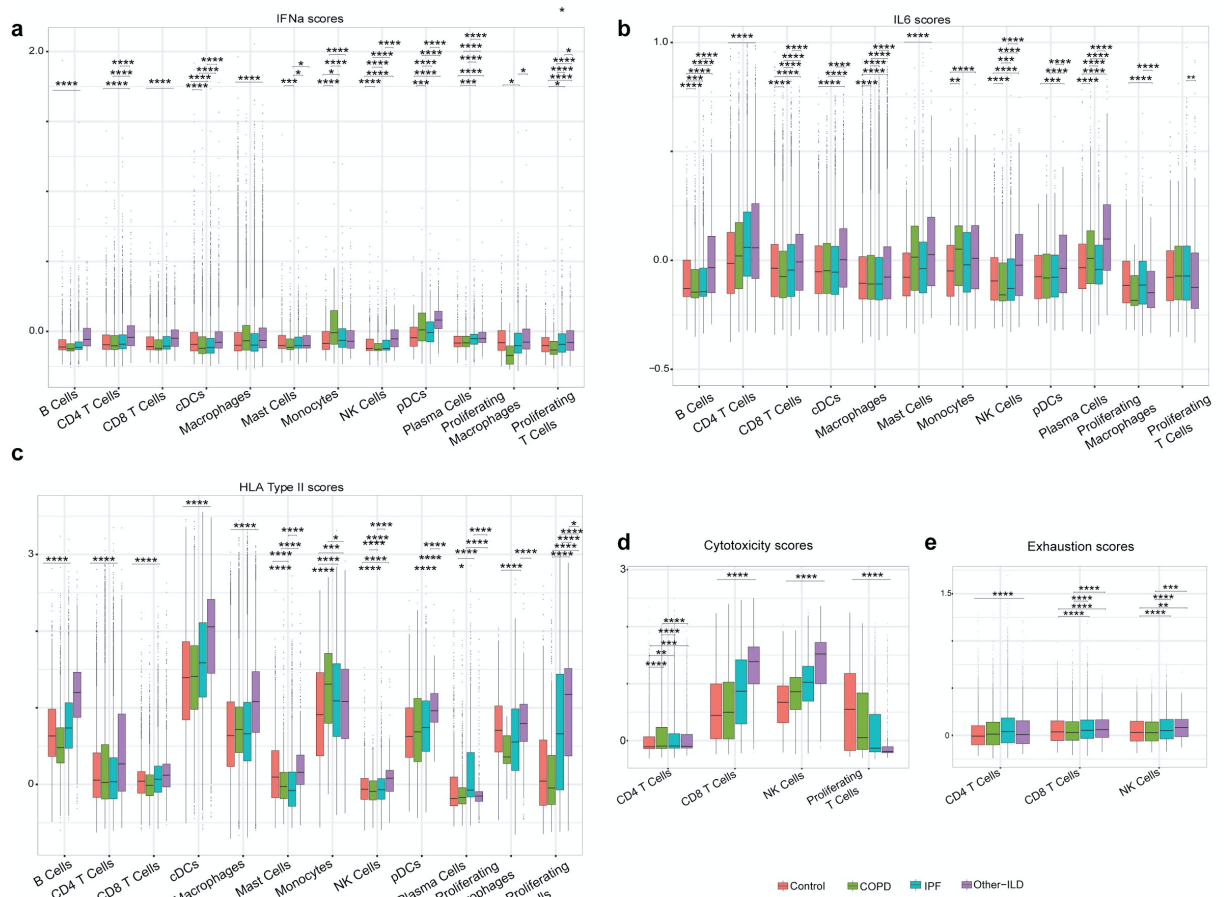 a
IFNa scores
2.0
0.0
B Cells
CD4 T Cells
CD8 T Cells
cDCs
Macrophages
Mast Cells
Monocytes
NK Cells
pDCs
Plasma Cells
Proliferating
Macrophages
Proliferating
T Cells
b
IL6 scores
1.0
0.0
−0.5
B Cells
CD4 T Cells
CD8 T Cells
cDCs
Macrophages
Mast Cells
Monocytes
NK Cells
pDCs
Plasma Cells
Proliferating
Macrophages
Proliferating
T Cells
c
HLA Type II scores
3
0
B Cells
CD4 T Cells
CD8 T Cells
cDCs
Macrophages
Mast Cells
Monocytes
NK Cells
pDCs
Plasma Cells
Proliferating
Proliferating
d
Cytotoxicity scores
3
0
CD4 T Cells
CD8 T Cells
NK Cells
Proliferating
T Cells
e
Exhaustion scores
1.5
0
CD4 T Cells
CD8 T Cells
NK Cells
Control COPD IPF Other−ILD